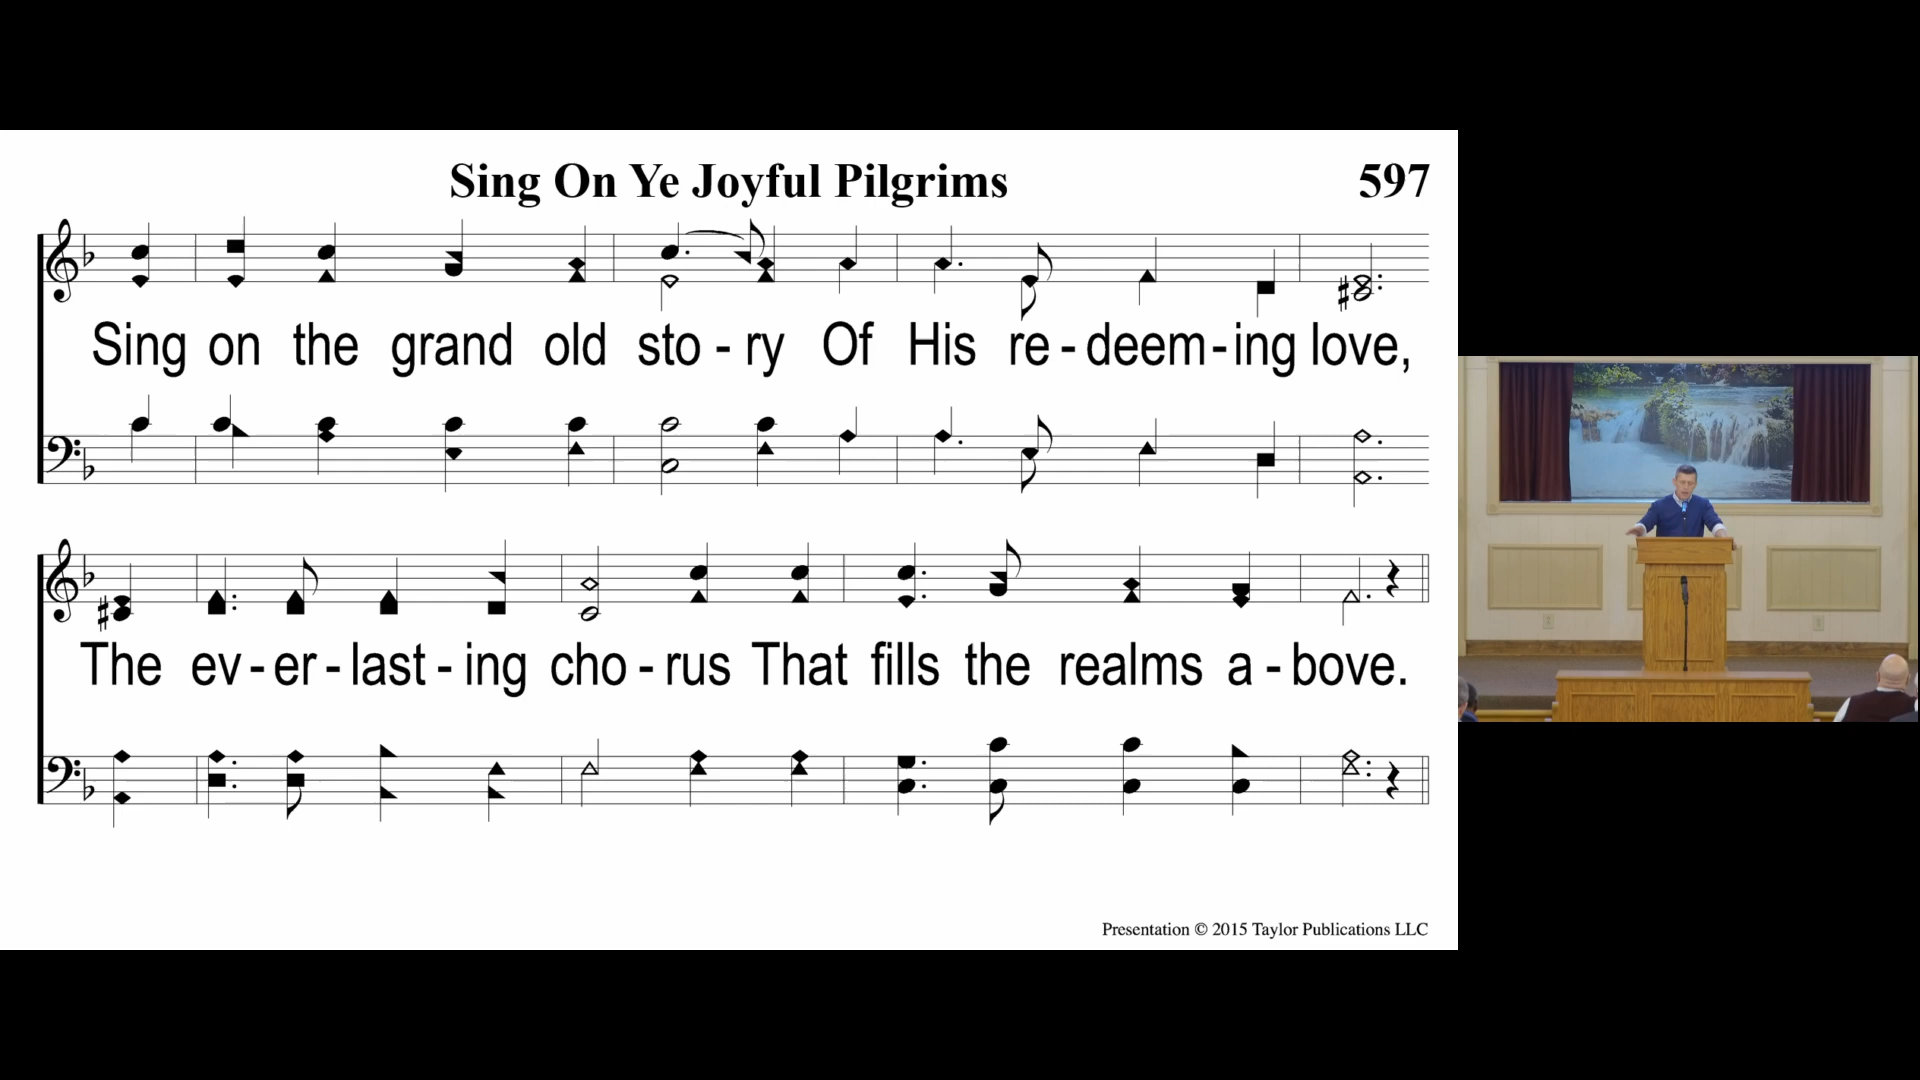 Sing On Ye Joyful Pilgrims 597
Sing on the grand old sto - ry Of His re - deem - ing love,
The ev - er - last - ing cho - rus That fills the realms a - bove.
Presentation © 2015 Taylor Publications LLC